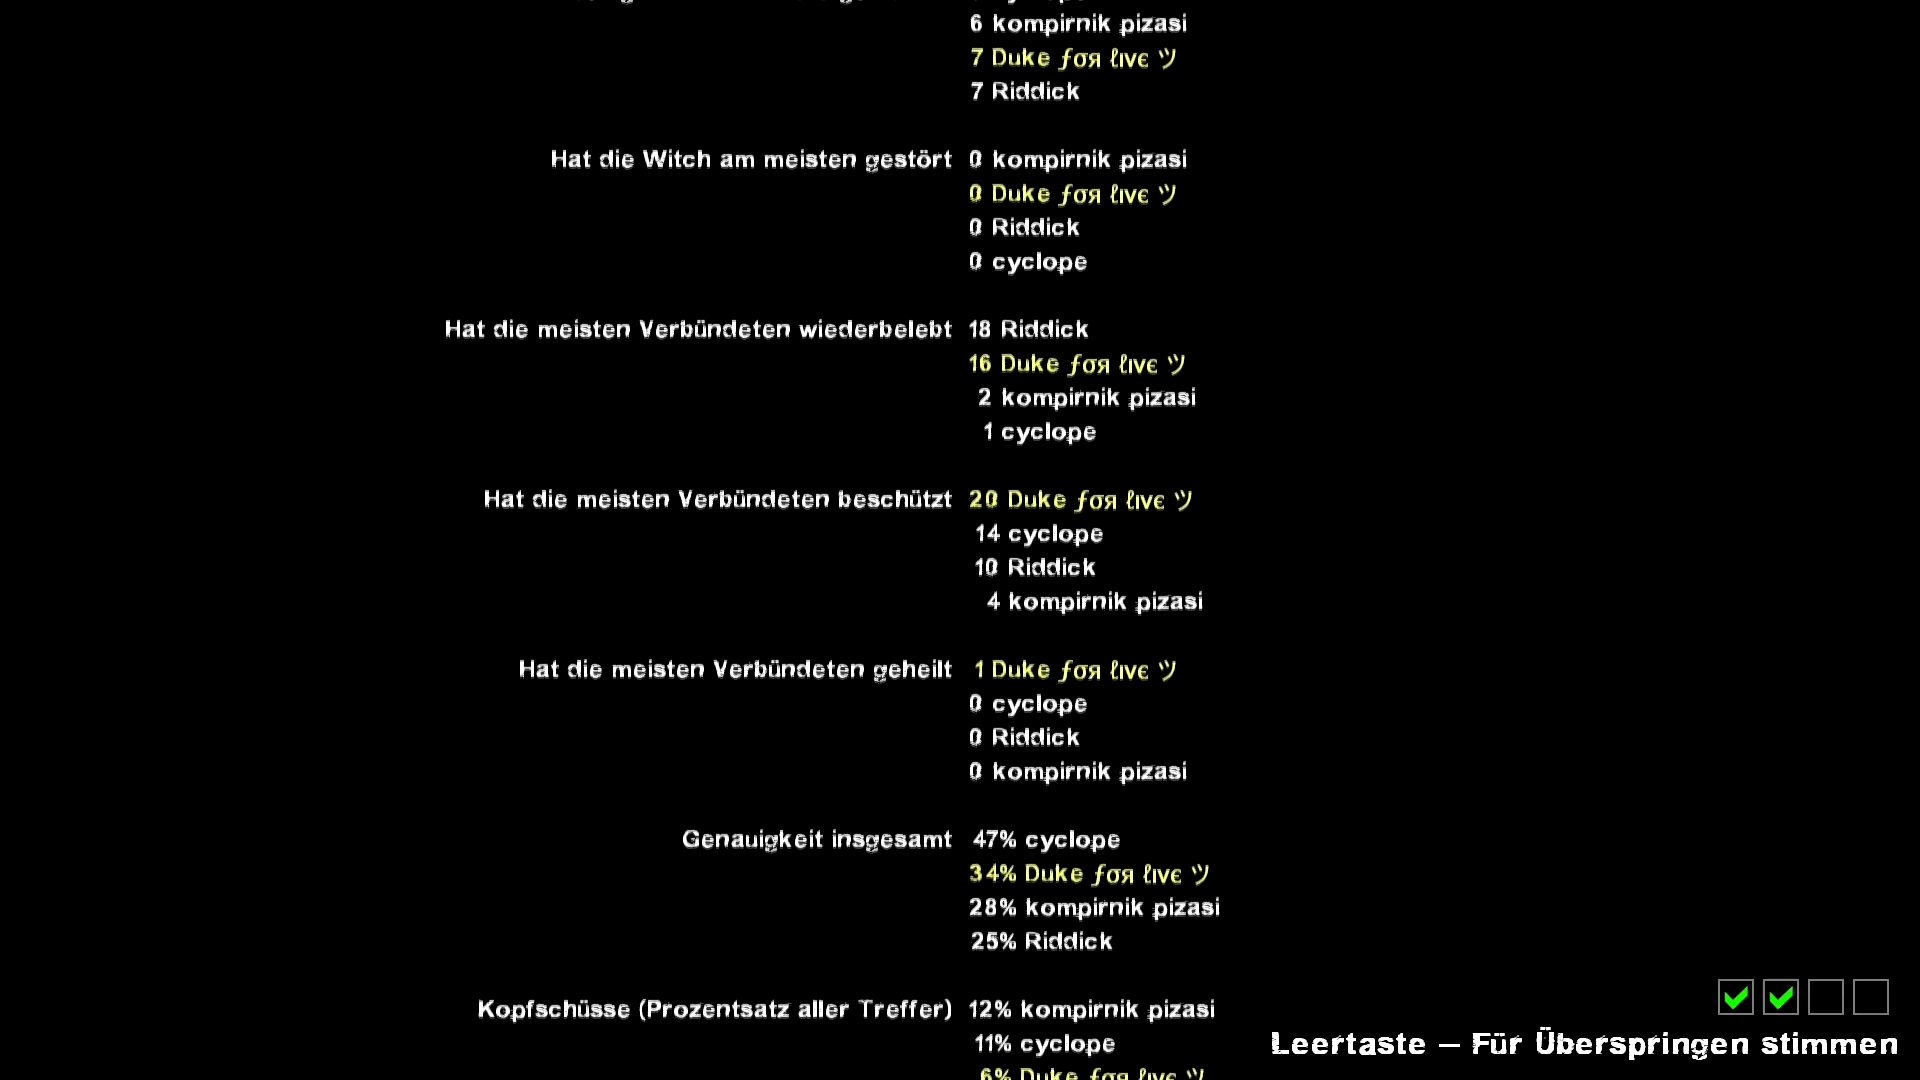 6 kompirnik pizasi
7 Duke ƒσя ℓινє ツ
7 Riddick
Hat die Witch am meisten gestört 0 kompirnik pizasi
0 Duke ƒσя ℓινє ツ
0 Riddick
0 cyclope
Hat die meisten Verbündeten wiederbelebt 18 Riddick
16 Duke ƒσя ℓινє ツ
2 kompirnik pizasi
1 cyclope
Hat die meisten Verbündeten beschützt 20 Duke ƒσя ℓινє ツ
14 cyclope
10 Riddick
4 kompirnik pizasi
Hat die meisten Verbündeten geheilt 1 Duke ƒσя ℓινє ツ
0 cyclope
0 Riddick
0 kompirnik pizasi
Genauigkeit insgesamt 47% cyclope
34% Duke ƒσя ℓινє ツ
28% kompirnik pizasi
25% Riddick
Kopfschüsse (Prozentsatz aller Treffer) 12% kompirnik pizasi
11% cyclope
6% Duke ƒσя ℓινє ツ
Leertaste – Für Überspringen stimmen